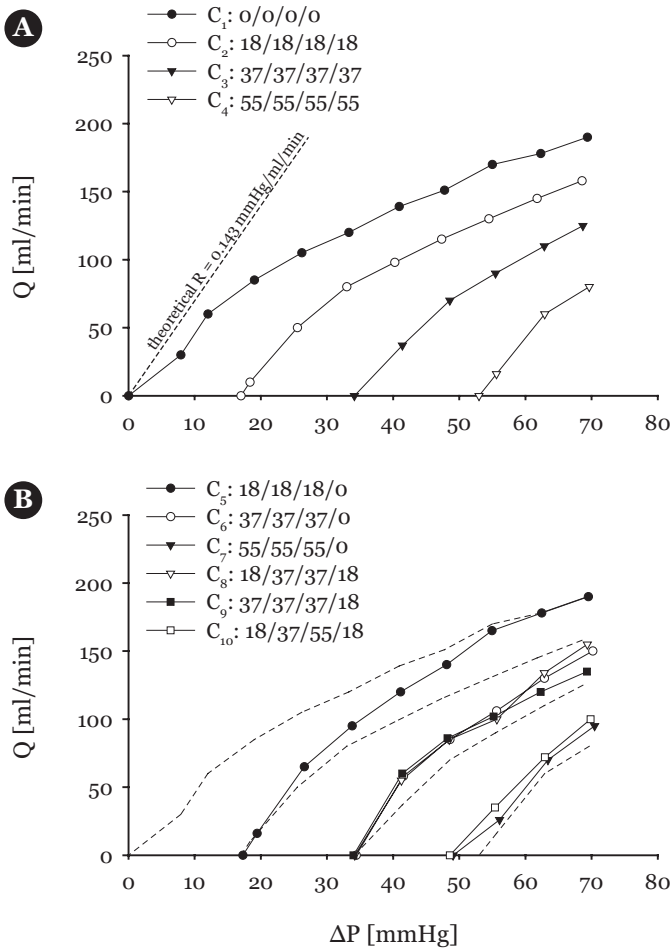 A
C₁: 0/0/0/0
C₂: 18/18/18/18
C₃: 37/37/37/37
C₄: 55/55/55/55
250
200
150
100
50
0
Q [ml/min]
theoretical R = 0.143 mmHg/ml/min
0 10 20 30 40 50 60 70 80
B
C₅: 18/18/18/0
C₆: 37/37/37/0
C₇: 55/55/55/0
C₈: 18/37/37/18
C₉: 37/37/37/18
C₁₀: 18/37/55/18
250
200
150
100
50
0
Q [ml/min]
0 10 20 30 40 50 60 70 80
ΔP [mmHg]